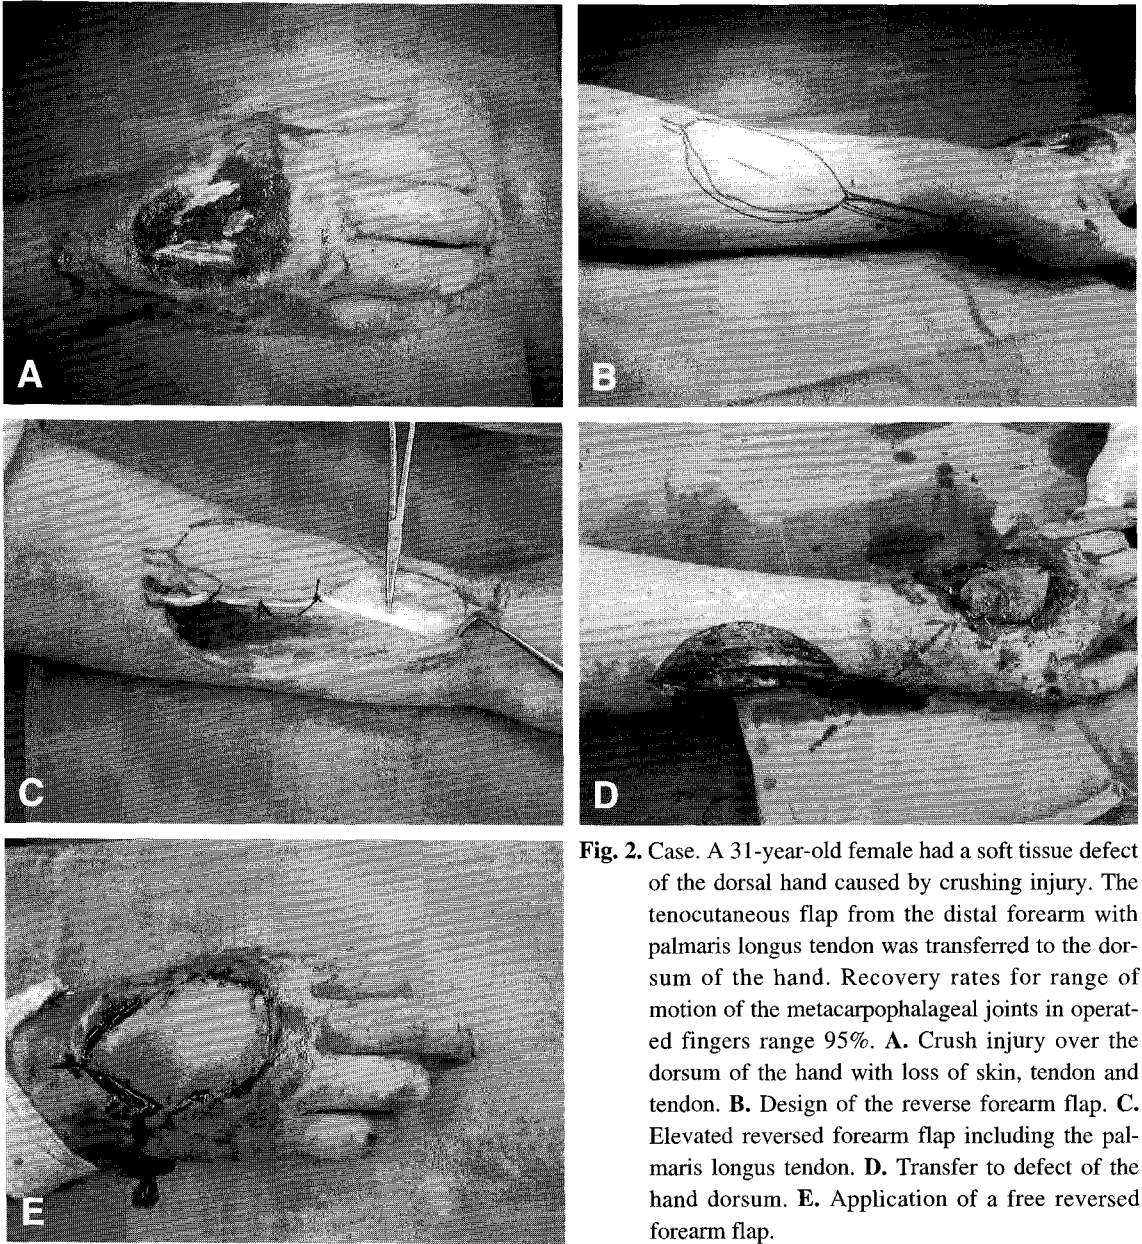 A
B
C
D
E
Fig. 2. Case. A 31-year-old female had a soft tissue defect
of the dorsal hand caused by crushing injury. The
tenocutaneous flap from the distal forearm with
palmaris longus tendon was transferred to the dor-
sum of the hand. Recovery rates for range of
motion of the metacarpophalageal joints in operat-
ed fingers range 95%. A. Crush injury over the
dorsum of the hand with loss of skin, tendon and
tendon. B. Design of the reverse forearm flap. C.
Elevated reversed forearm flap including the pal-
maris longus tendon. D. Transfer to defect of the
hand dorsum. E. Application of a free reversed
forearm flap.